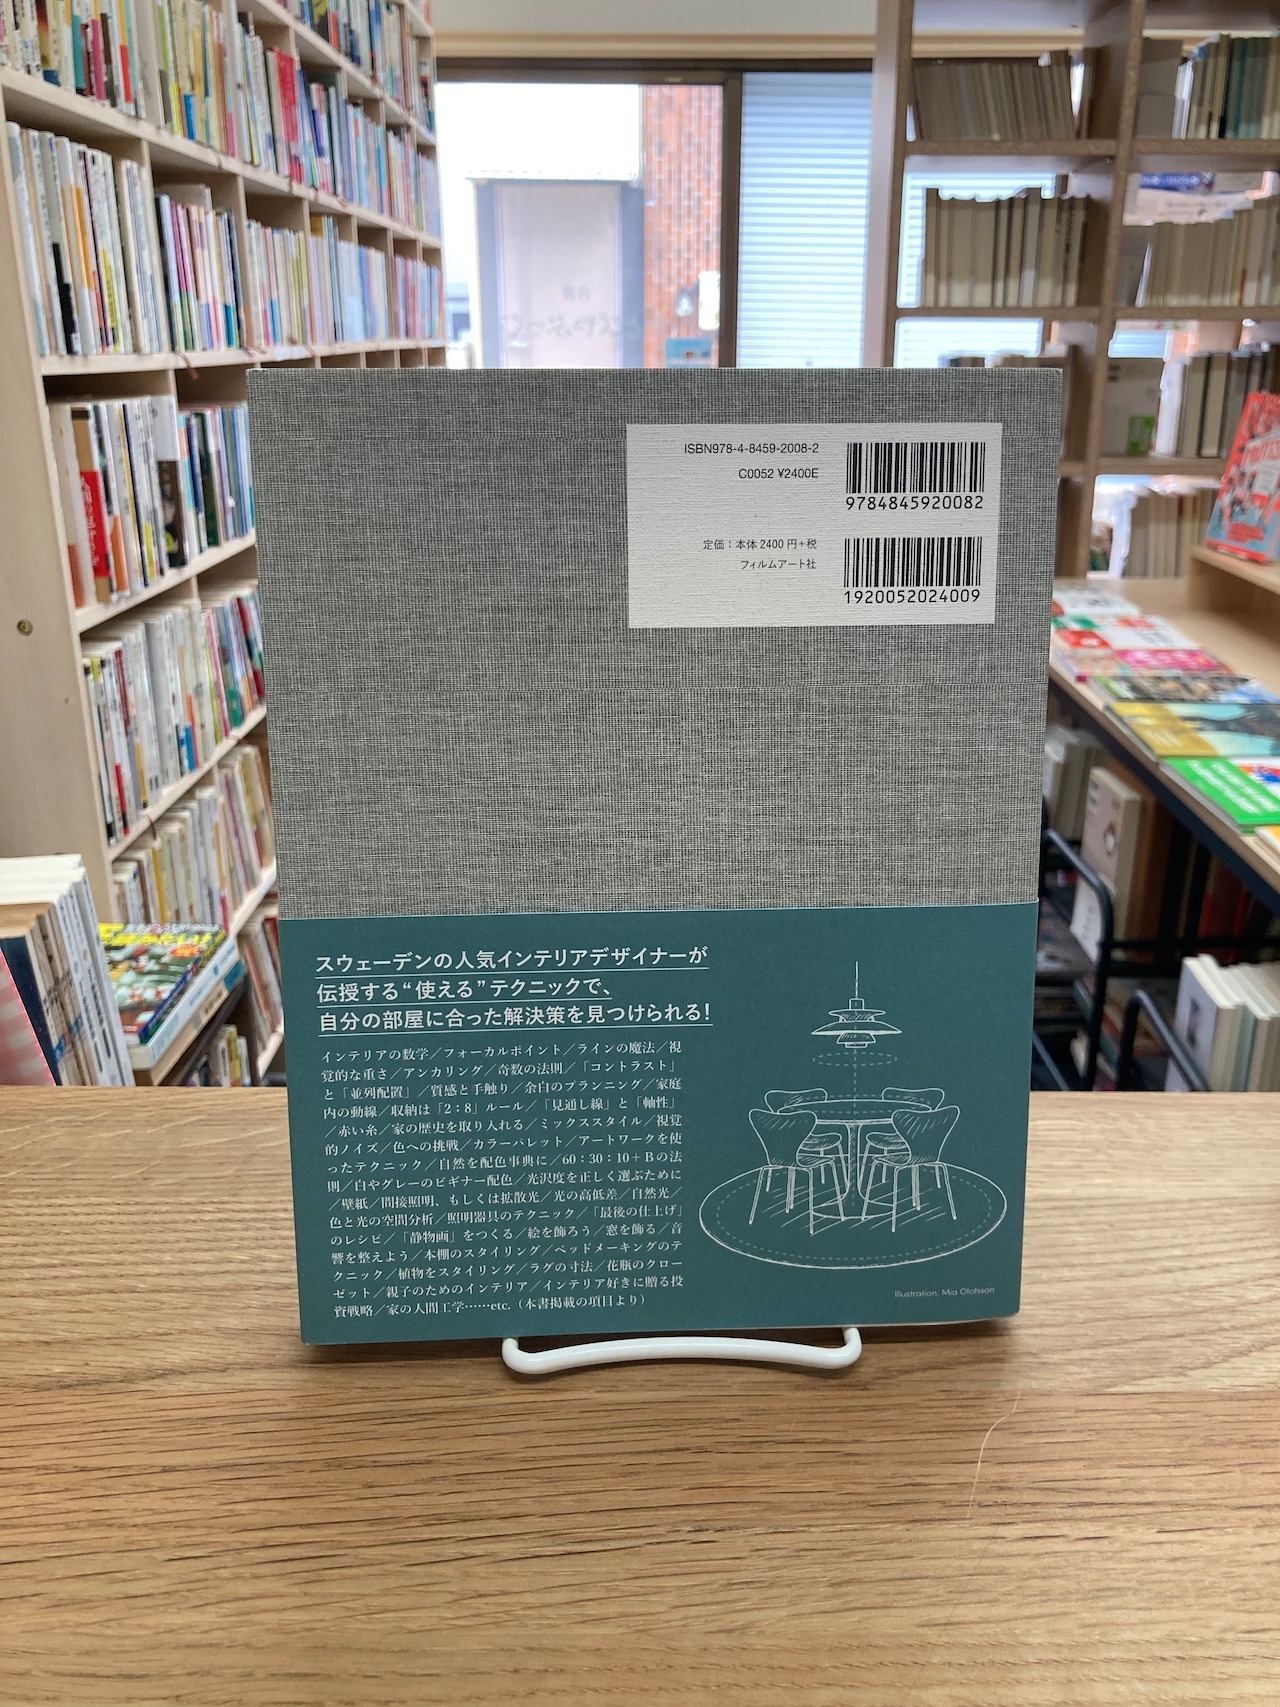 ISBN978-4-8459-2008-2
C0052 ¥2400E
9784845920082
定価：本体2400円+税
フィルムアート社
1920052024009
スウェーデンの人気インテリアデザイナーが
伝授する“使える”テクニックで、
自分の部屋に合った解決策を見つけられる！
インテリアの数学／フォーカルポイント／ラインの魔法／視
覚的な重さ／アンカリング／奇数の法則／「コントラスト」
と「並列配置」／質感と手触り／余白のプランニング／家庭
内の動線／収納は「2：8」ルール／「見通し線」と「軸性」
／赤い糸／家の歴史を取り入れる／ミックススタイル／視覚
的ノイズ／色への挑戦／カラーパレット／アートワークを使
ったテクニック／自然を配色事典に／60：30：10＋Bの法
則／白やグレーのビギナー配色／光沢度を正しく選ぶために
／壁紙／間接照明、もしくは拡散光／光の高低差／自然光／
色と光の空間分析／照明器具のテクニック／「最後の仕上げ」
のレシピ／「静物画」をつくる／絵を飾ろう／窓を飾る／音
響を整えよう／本棚のスタイリング／ベッドメーキングのテ
クニック／植物をスタイリング／ラグの寸法／花瓶のクロー
ゼット／親子のためのインテリア／インテリア好きに贈る投
資戦略／家の人間工学……etc.（本書掲載の項目より）
Illustration: Mia Olofsson